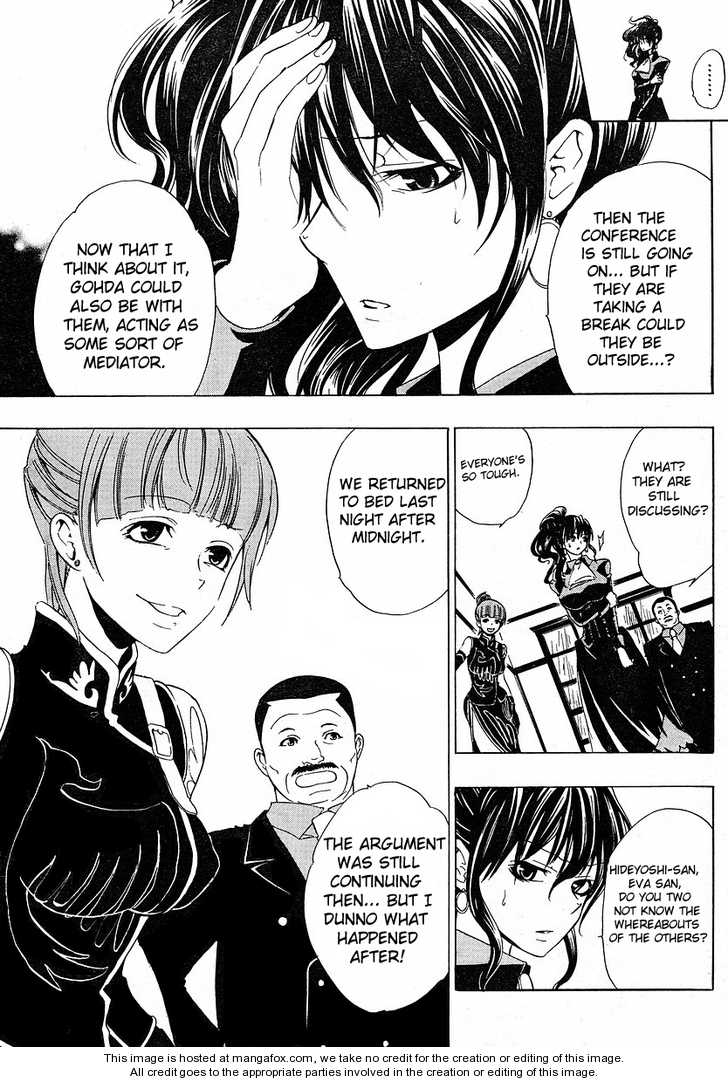 ......
THEN THE
CONFERENCE
IS STILL GOING
ON... BUT IF
THEY ARE
TAKING A
BREAK COULD
THEY BE
OUTSIDE...?
NOW THAT I
THINK ABOUT IT,
GOHDA COULD
ALSO BE WITH
THEM, ACTING AS
SOME SORT OF
MEDIATOR.
WHAT?
THEY ARE
STILL
DISCUSSING?
EVERYONE'S
SO TOUGH.
HIDEYOSHI-SAN,
EVA SAN,
DO YOU TWO
NOT KNOW THE
WHEREABOUTS
OF THE OTHERS?
WE RETURNED
TO BED LAST
NIGHT AFTER
MIDNIGHT.
THE ARGUMENT
WAS STILL
CONTINUING
THEN... BUT I
DUNNO WHAT
HAPPENED
AFTER!
This image is hosted at mangafox.com, we take no credit for the creation or editing of this image.
All credit goes to the appropriate parties involved in the creation or editing of this image.